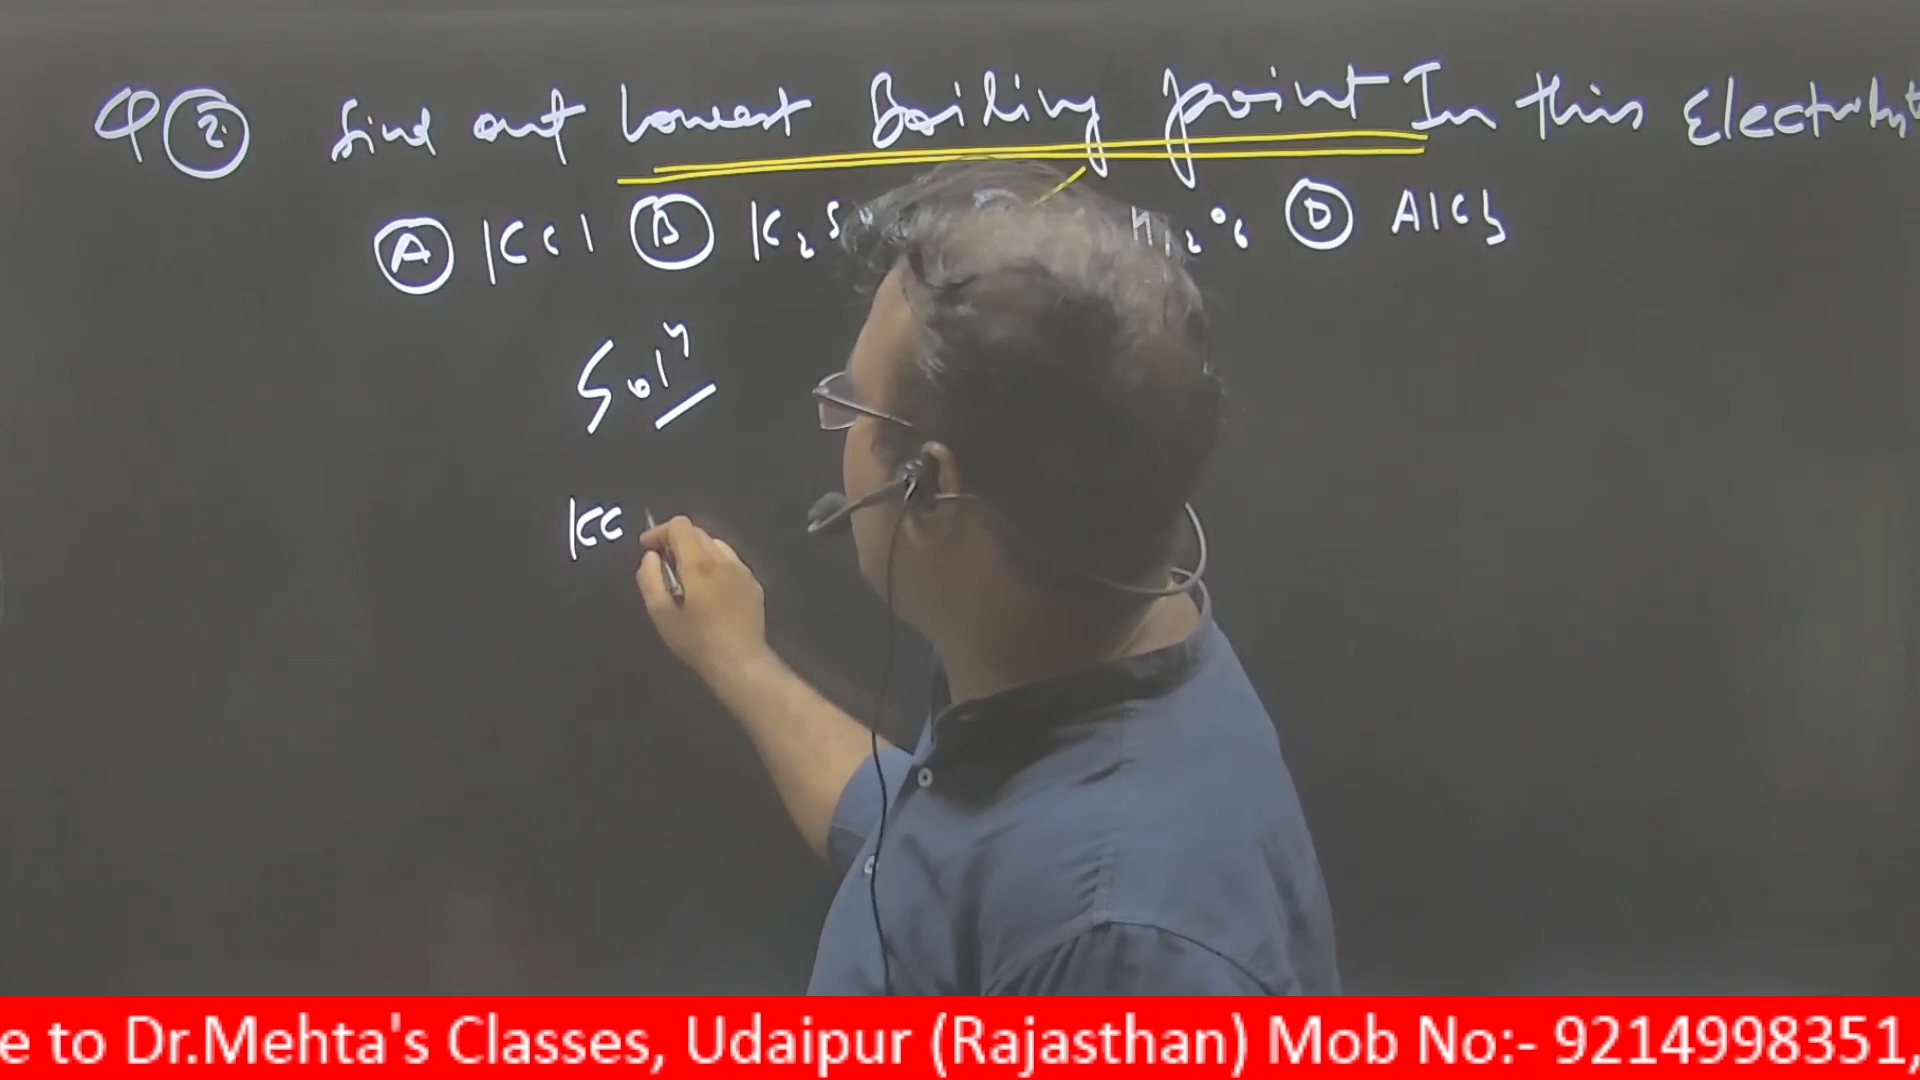 Q ② find out Lowest Boiling point In this Electrolyt
Ⓐ KCl Ⓑ K₂S H₁₂O₆ Ⓓ AlCl₃
Solⁿ
KC
e to Dr.Mehta's Classes, Udaipur (Rajasthan) Mob No:- 9214998351,